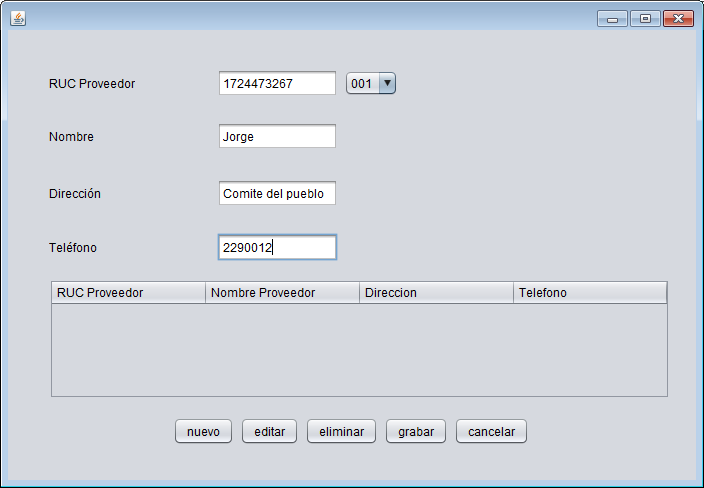 RUC Proveedor 1724473267 001
Nombre Jorge
Dirección Comite del pueblo
Teléfono 2290012
RUC Proveedor Nombre Proveedor Direccion Telefono
nuevo editar eliminar grabar cancelar